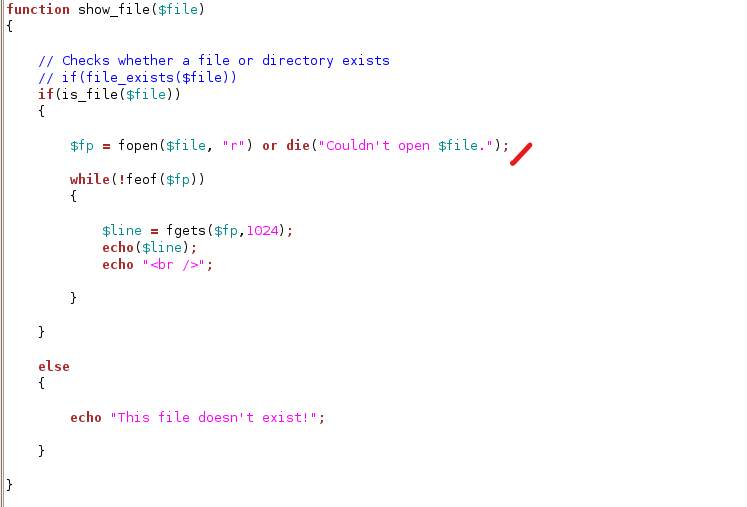 function show_file($file)
{
// Checks whether a file or directory exists
// if(file_exists($file))
if(is_file($file))
{
$fp = fopen($file, "r") or die("Couldn't open $file.");
while(!feof($fp))
{
$line = fgets($fp,1024);
echo($line);
echo "<br />";
}
}
else
{
echo "This file doesn't exist!";
}
}